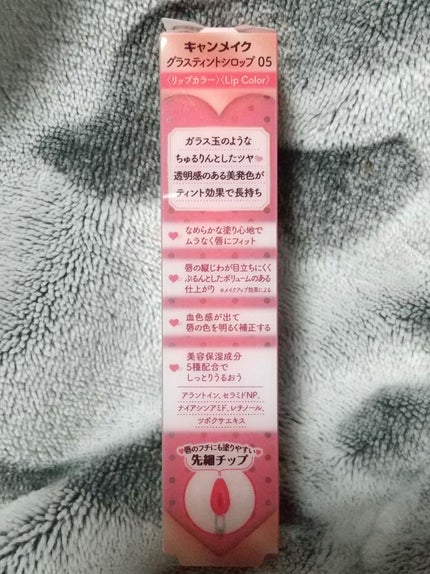 キャンメイク
グラスティントシロップ 05
〈リップカラー〉〈Lip Color〉
ガラス玉のような
ちゅるりんとしたツヤ
透明感のある美発色が
ティント効果で長持ち
なめらかな塗り心地で
ムラなく唇にフィット
唇の縦じわが目立ちにくく
ぷるんとしたボリュームのある
仕上がり ※メイクアップ効果による
血色感が出て
唇の色を明るく補正する
美容保湿成分
5種配合で
しっとりうるおう
アラントイン、セラミドNP、
ナイアシンアミド、レチノール、
ツボクサエキス
唇のフチにも塗りやすい
先細チップ